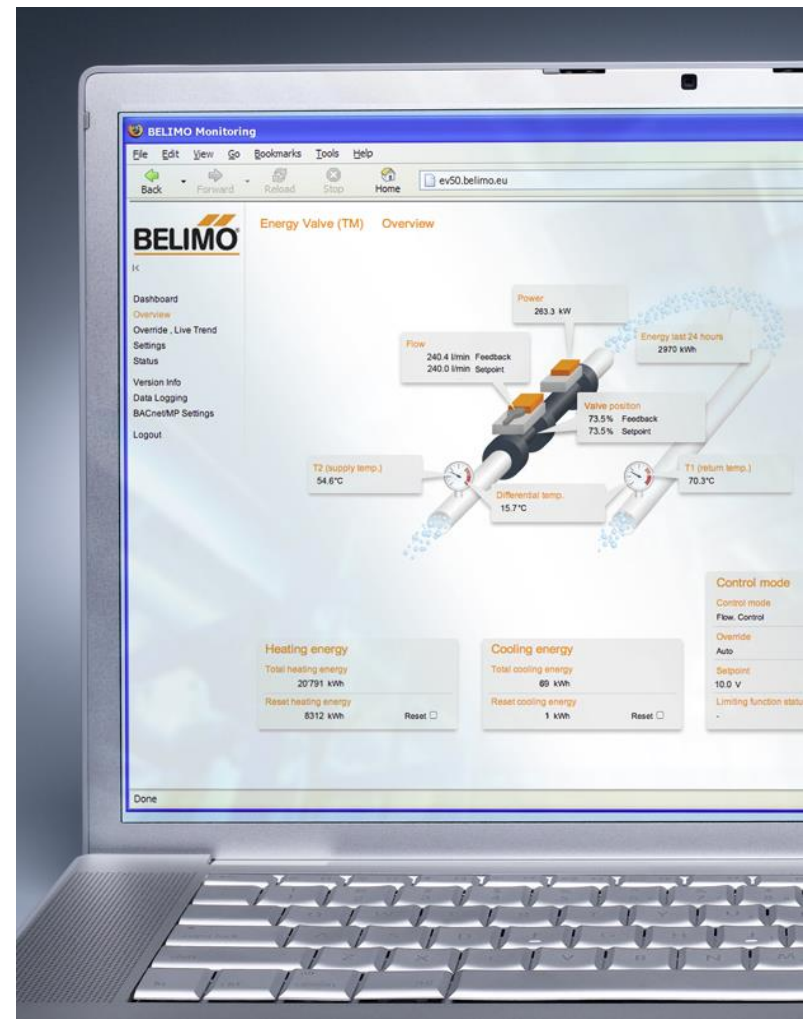 BELIMO Monitoring
File Edit View Go Bookmarks Tools Help
Back Forward Reload Stop Home ev50.belimo.eu
BELIMO
Energy Valve (TM) Overview
Dashboard
Overview
Override , Live Trend
Settings
Status
Version Info
Data Logging
BACnet/MP Settings
Logout
Power
263.3 kW
Flow
240.4 l/min Feedback
240.0 l/min Setpoint
Energy last 24 hours
2970 kWh
Valve position
73.5% Feedback
73.5% Setpoint
T2 (supply temp.)
54.6°C
Differential temp.
15.7°C
T1 (return temp.)
70.3°C
Heating energy
Total heating energy
20'791 kWh
Reset heating energy
8312 kWh Reset
Cooling energy
Total cooling energy
69 kWh
Reset cooling energy
1 kWh Reset
Control mode
Control mode
Flow. Control
Override
Auto
Setpoint
10.0 V
Limiting function statu
-
Done